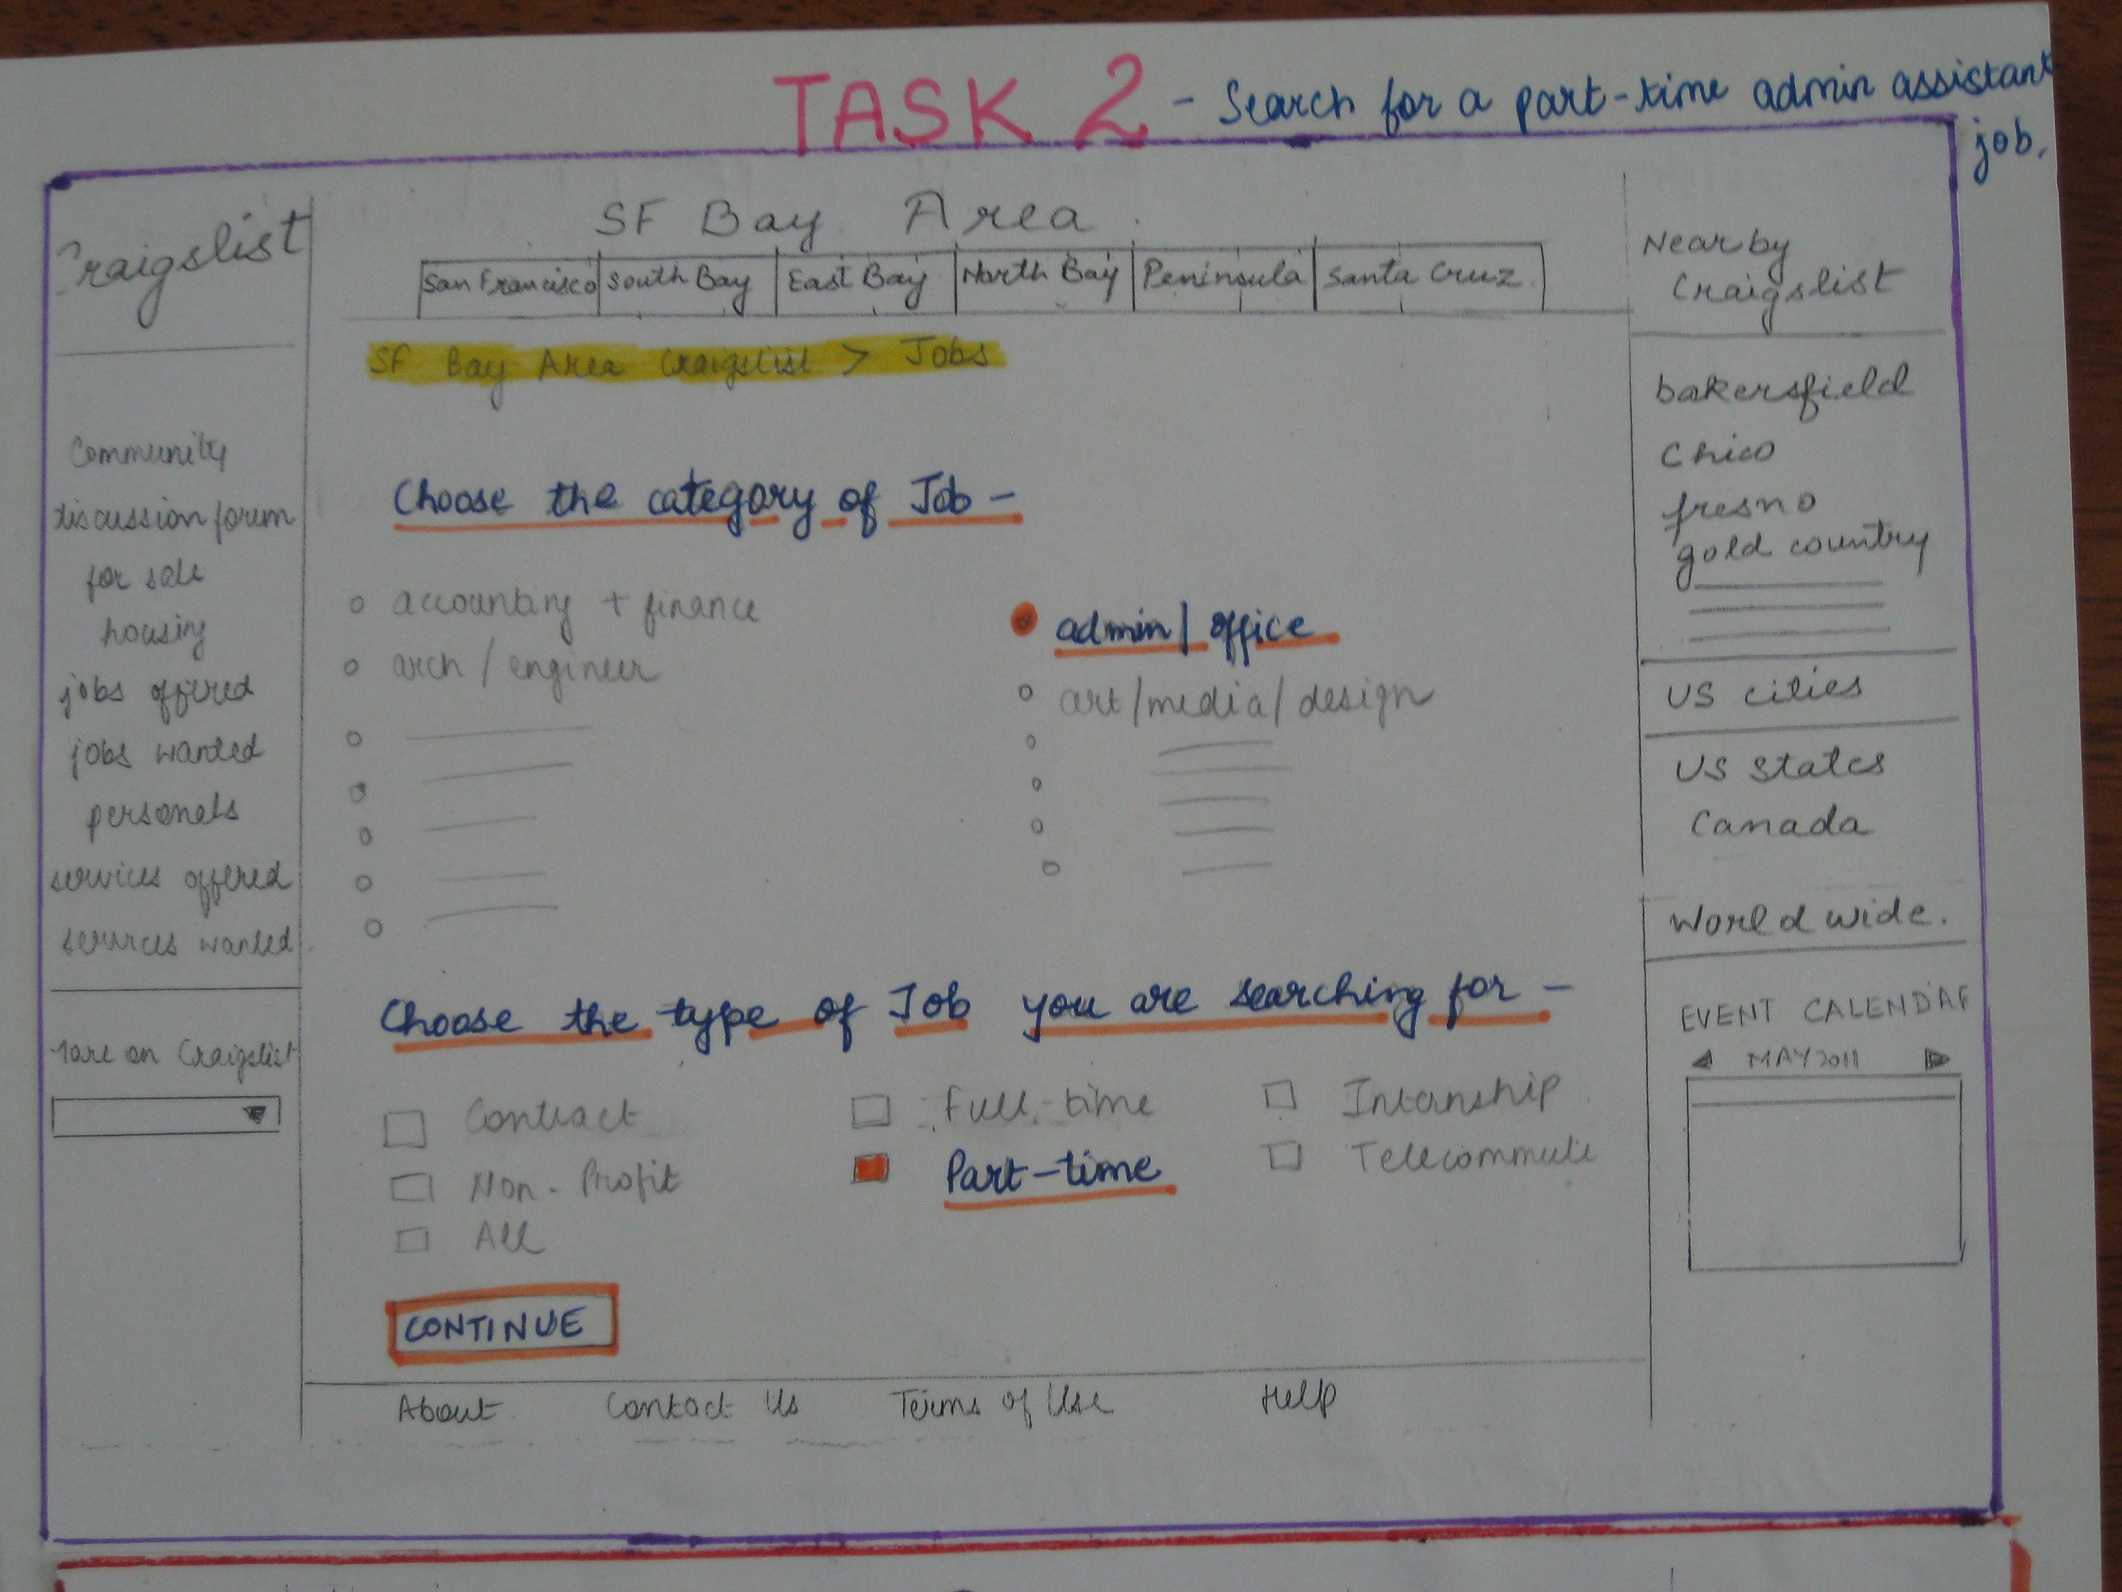 TASK 2 - Search for a part-time admin assistant
job.
Craigslist
SF Bay Area
San Francisco South Bay East Bay North Bay Peninsula Santa Cruz
SF Bay Area Craigslist > Jobs
Community
discussion forum
for sale
housing
jobs offered
jobs wanted
personels
services offered
services wanted
More on Craigslist
Choose the category of Job -
accounting + finance
admin/office
arch/engineer
art/media/design
Choose the type of Job you are searching for -
Contract
Full-time
Intanship
Non-Profit
Part-time
Telecommute
All
CONTINUE
About Contact Us Terms of Use Help
Nearby
Craigslist
bakersfield
Chico
fresno
gold country
US cities
US states
Canada
World wide.
EVENT CALENDAR
MAY 2011